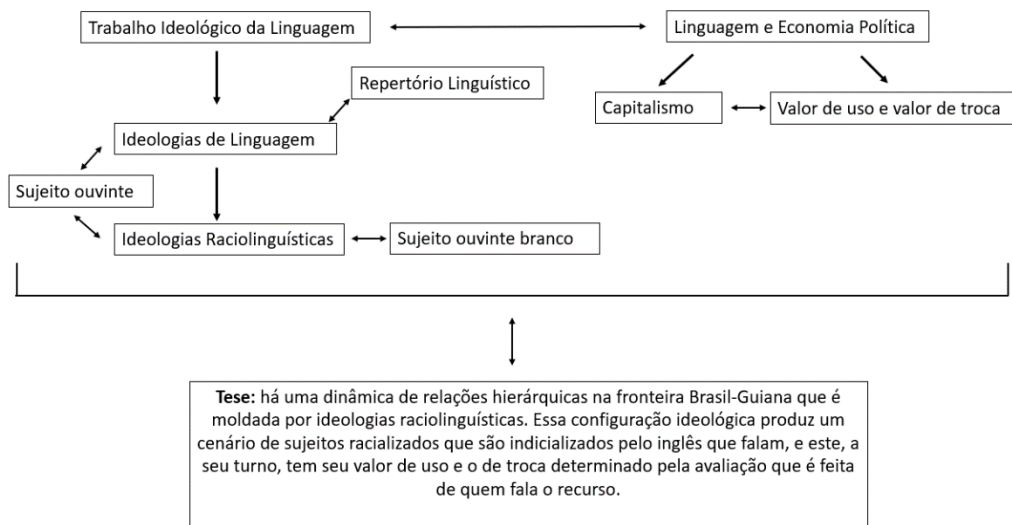 Trabalho Ideológico da Linguagem
Linguagem e Economia Política
Repertório Linguístico
Capitalismo
Valor de uso e valor de troca
Ideologias de Linguagem
Sujeito ouvinte
Ideologias Raciolinguísticas
Sujeito ouvinte branco
Tese: há uma dinâmica de relações hierárquicas na fronteira Brasil-Guiana que é
moldada por ideologias raciolinguísticas. Essa configuração ideológica produz um
cenário de sujeitos racializados que são indicializados pelo inglês que falam, e este, a
seu turno, tem seu valor de uso e o de troca determinado pela avaliação que é feita
de quem fala o recurso.